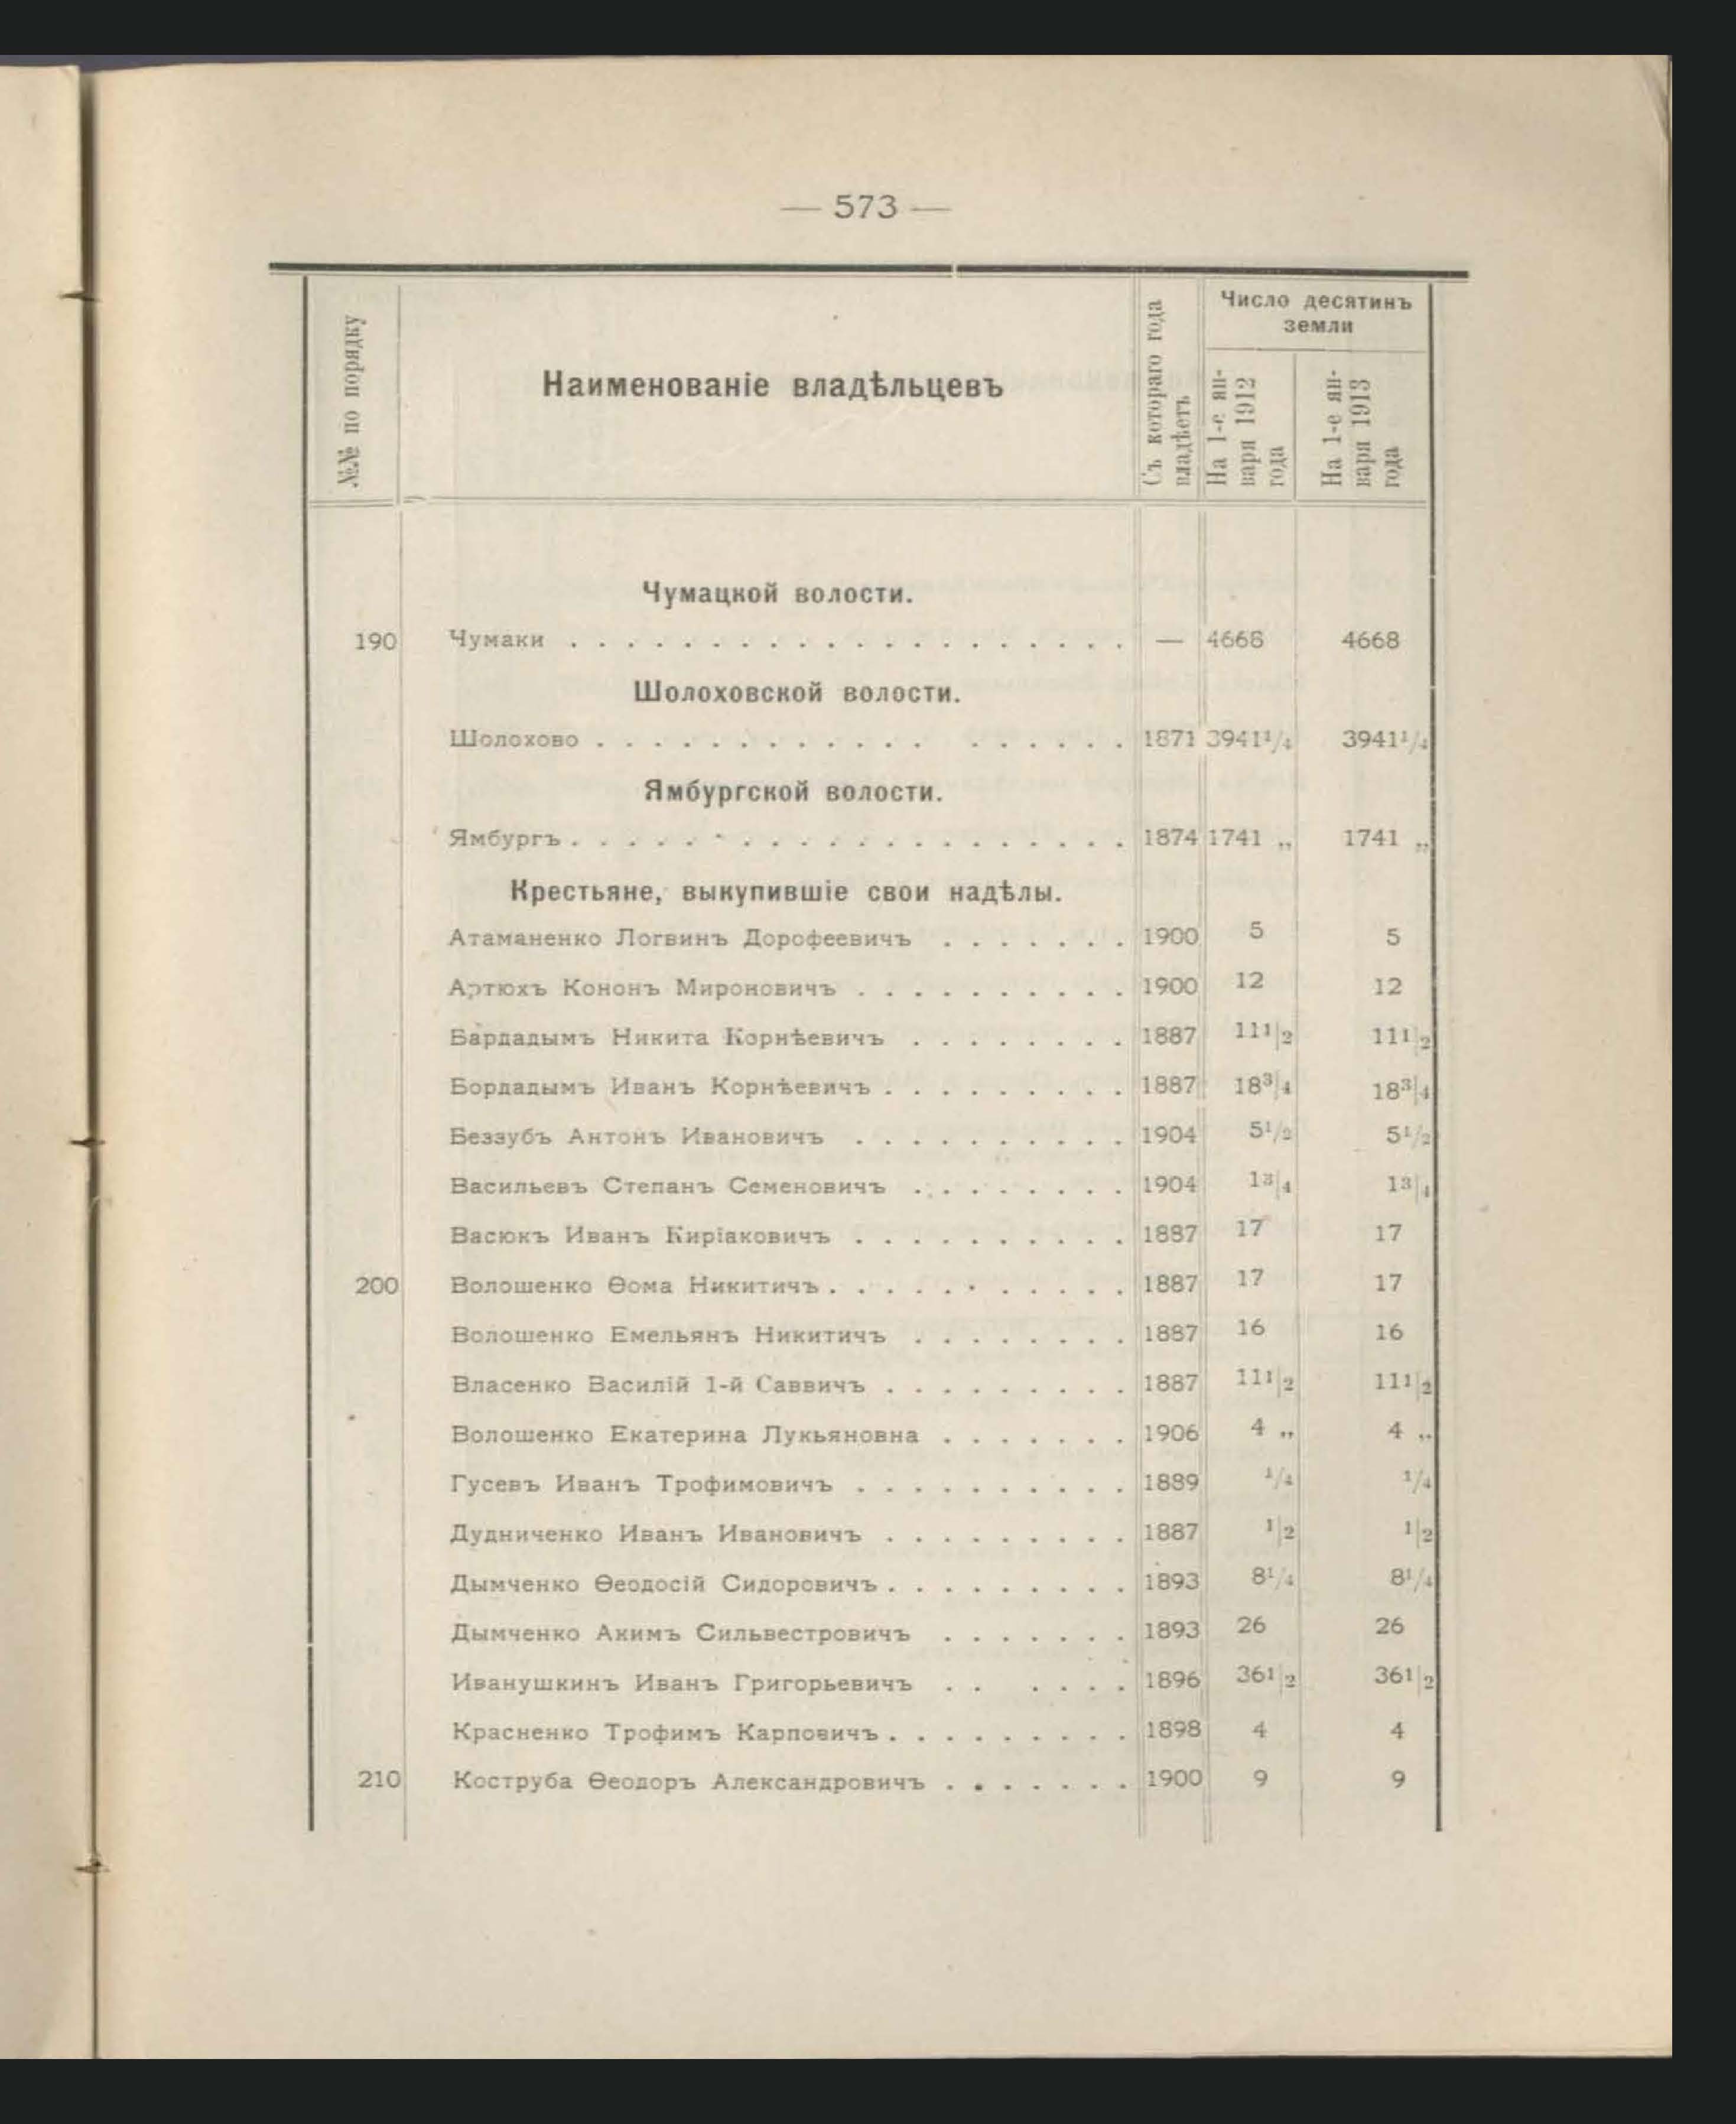 — 573 —
№№ по порядку
Наименованіе владѣльцевъ
Съ котораго года
владѣетъ
Число десятинъ
земли
На 1-е ян-
варя 1912
года
На 1-е ян-
варя 1913
года
Чумацкой волости.
190 Чумаки . . . . . . . . . . . . . . . . . . . . — 4668 4668
Шолоховской волости.
Шолохово . . . . . . . . . . . . . . . . . . 1871 3941¹/₄ 3941¹/₄
Ямбургской волости.
Ямбургъ . . . . . . . . . . . . . . . . . . . . 1874 1741 „ 1741 „
Крестьяне, выкупившіе свои надѣлы.
Атаманенко Логвинъ Дорофеевичъ . . . . . . . 1900 5 5
Артюхъ Кононъ Мироновичъ . . . . . . . . . . 1900 12 12
Бардадымъ Никита Корнѣевичъ . . . . . . . . 1887 11¹|₂ 11¹|₂
Бордадымъ Иванъ Корнѣевичъ . . . . . . . . . 1887 18³|₄ 18³|₄
Беззубъ Антонъ Ивановичъ . . . . . . . . . . 1904 5¹/₂ 5¹/₂
Васильевъ Степанъ Семеновичъ . . . . . . . . 1904 1³|₄ 1³|₄
Васюкъ Иванъ Киріаковичъ . . . . . . . . . . 1887 17 17
200 Волошенко Ѳома Никитичъ . . . . . . . . . . . 1887 17 17
Волошенко Емельянъ Никитичъ . . . . . . . . 1887 16 16
Власенко Василій 1-й Саввичъ . . . . . . . . . 1887 11¹|₂ 11¹|₂
Волошенко Екатерина Лукьяновна . . . . . . . 1906 4 „ 4 „
Гусевъ Иванъ Трофимовичъ . . . . . . . . . . 1889 ¹/₄ ¹/₄
Дудниченко Иванъ Ивановичъ . . . . . . . . . 1887 ¹|₂ ¹|₂
Дымченко Ѳеодосій Сидоровичъ . . . . . . . . . 1893 8¹/₄ 8¹/₄
Дымченко Акимъ Сильвестровичъ . . . . . . . 1893 26 26
Иванушкинъ Иванъ Григорьевичъ . . . . . . 1896 36¹|₂ 36¹|₂
Красненко Трофимъ Карповичъ . . . . . . . . . 1898 4 4
210 Коструба Ѳеодоръ Александровичъ . . . . . . . 1900 9 9